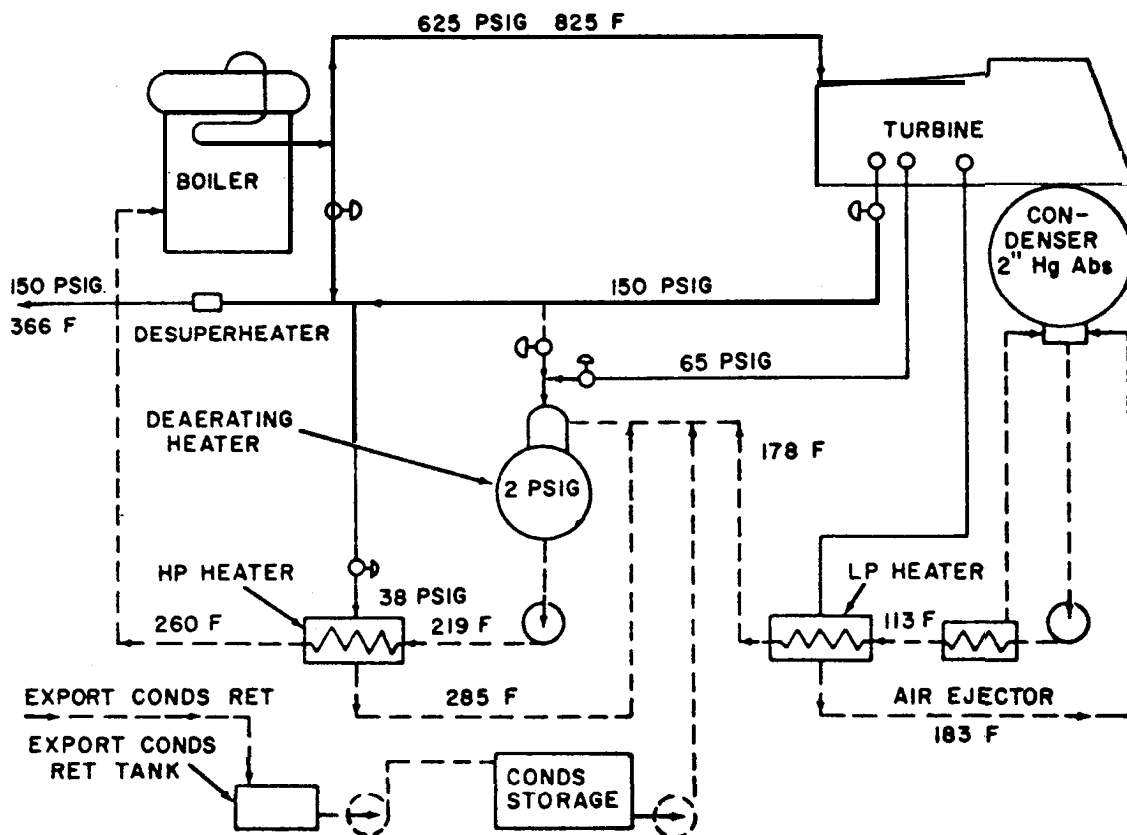 625 PSIG 825 F
TURBINE
BOILER
CON-
DENSER
2" Hg Abs
150 PSIG.
366 F
150 PSIG
DESUPERHEATER
65 PSIG
DEAERATING
HEATER
178 F
2 PSIG
HP HEATER
LP HEATER
38 PSIG
260 F
219 F
113 F
EXPORT CONDS RET
285 F
AIR EJECTOR
183 F
EXPORT CONDS
RET TANK
CONDS
STORAGE